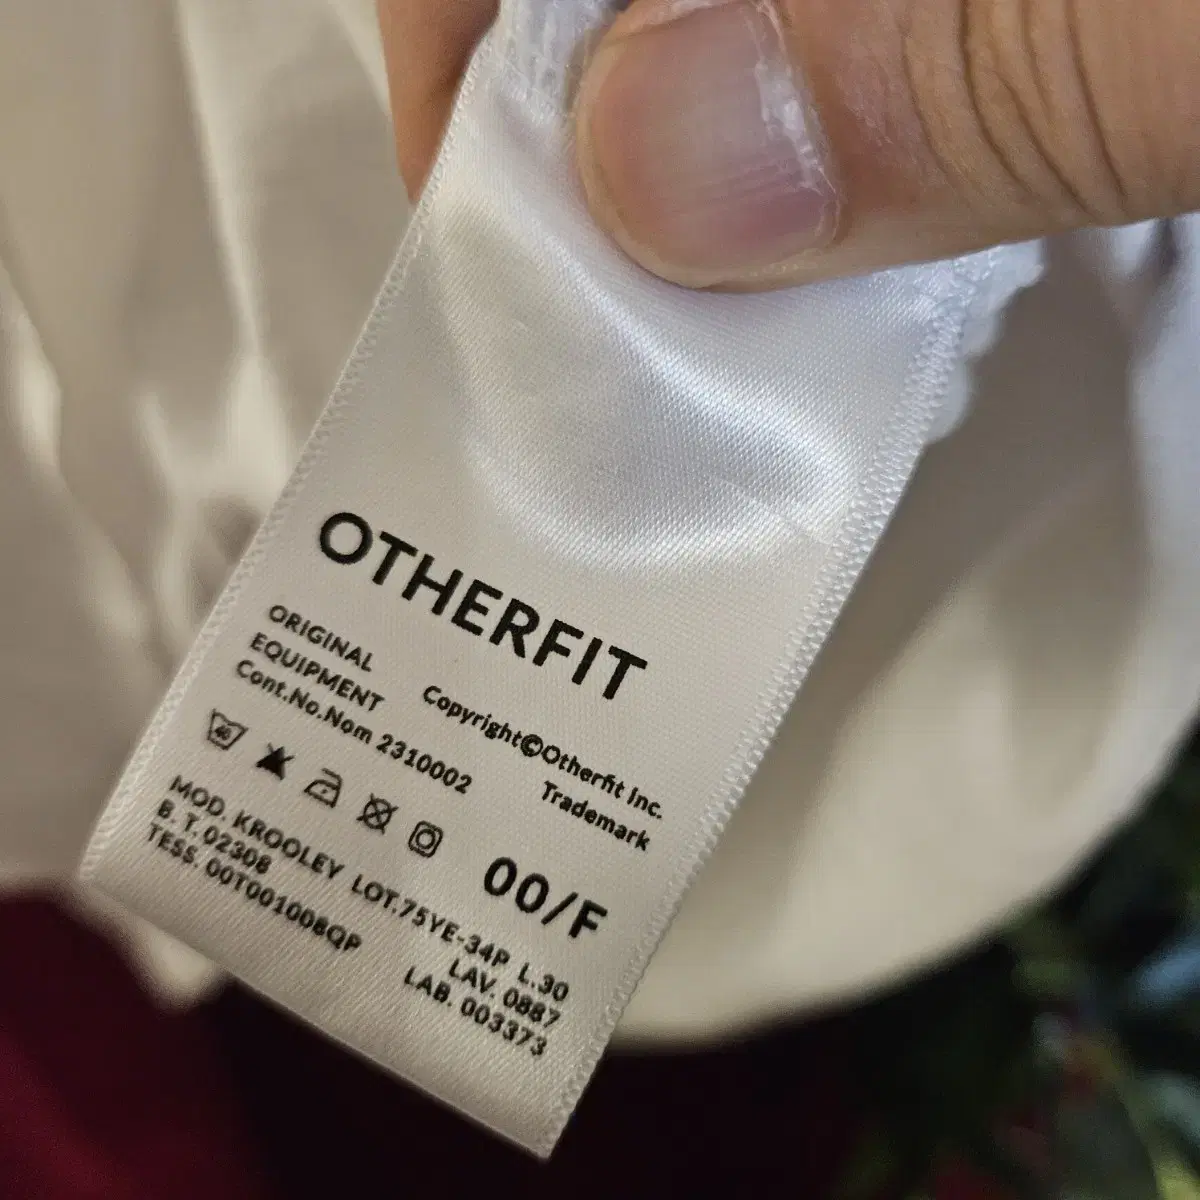 OTHERFIT
ORIGINAL
EQUIPMENT
Cont.No.Nom 2310002
Copyright©Otherfit Inc.
Trademark
40
00/F
MOD. KROOLEY LOT.75YE-34P L.30
B. T. 02308 LAV. 0887
TESS. 00T001008QP LAB. 003373